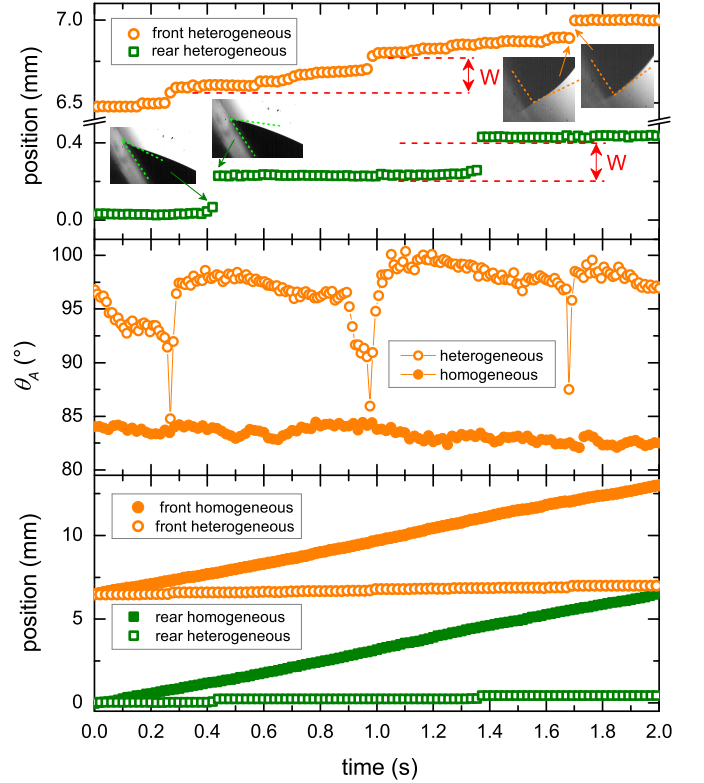 7.0
front heterogeneous
rear heterogeneous
W
6.5
position (mm)
0.4
W
0.2
0.0
100
95
90
heterogeneous
homogeneous
θA (°)
85
80
front homogeneous
front heterogeneous
10
position (mm)
rear homogeneous
rear heterogeneous
5
0
0.0 0.2 0.4 0.6 0.8 1.0 1.2 1.4 1.6 1.8 2.0
time (s)